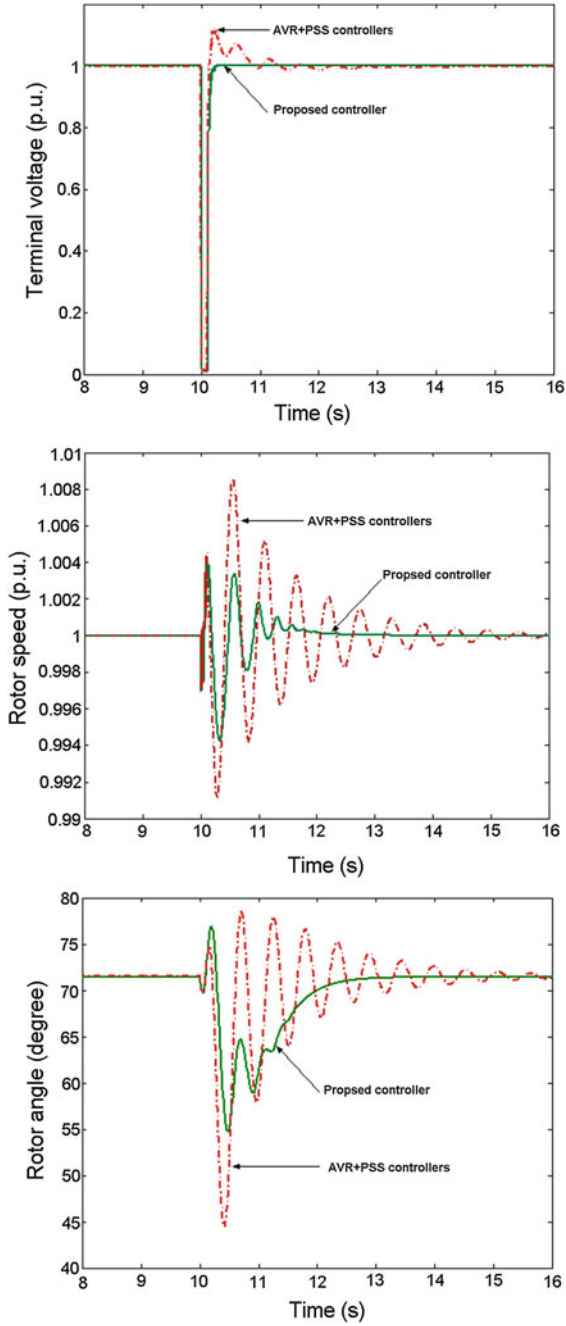 AVR+PSS controllers
Proposed controller
Terminal voltage (p.u.)
1
0.8
0.6
0.4
0.2
0
8 9 10 11 12 13 14 15 16
Time (s)
1.01
1.008
1.006
1.004
1.002
1
0.998
0.996
0.994
0.992
0.99
AVR+PSS controllers
Propsed controller
Rotor speed (p.u.)
8 9 10 11 12 13 14 15 16
Time (s)
80
75
70
65
60
55
50
45
40
Propsed controller
AVR+PSS controllers
Rotor angle (degree)
8 9 10 11 12 13 14 15 16
Time (s)